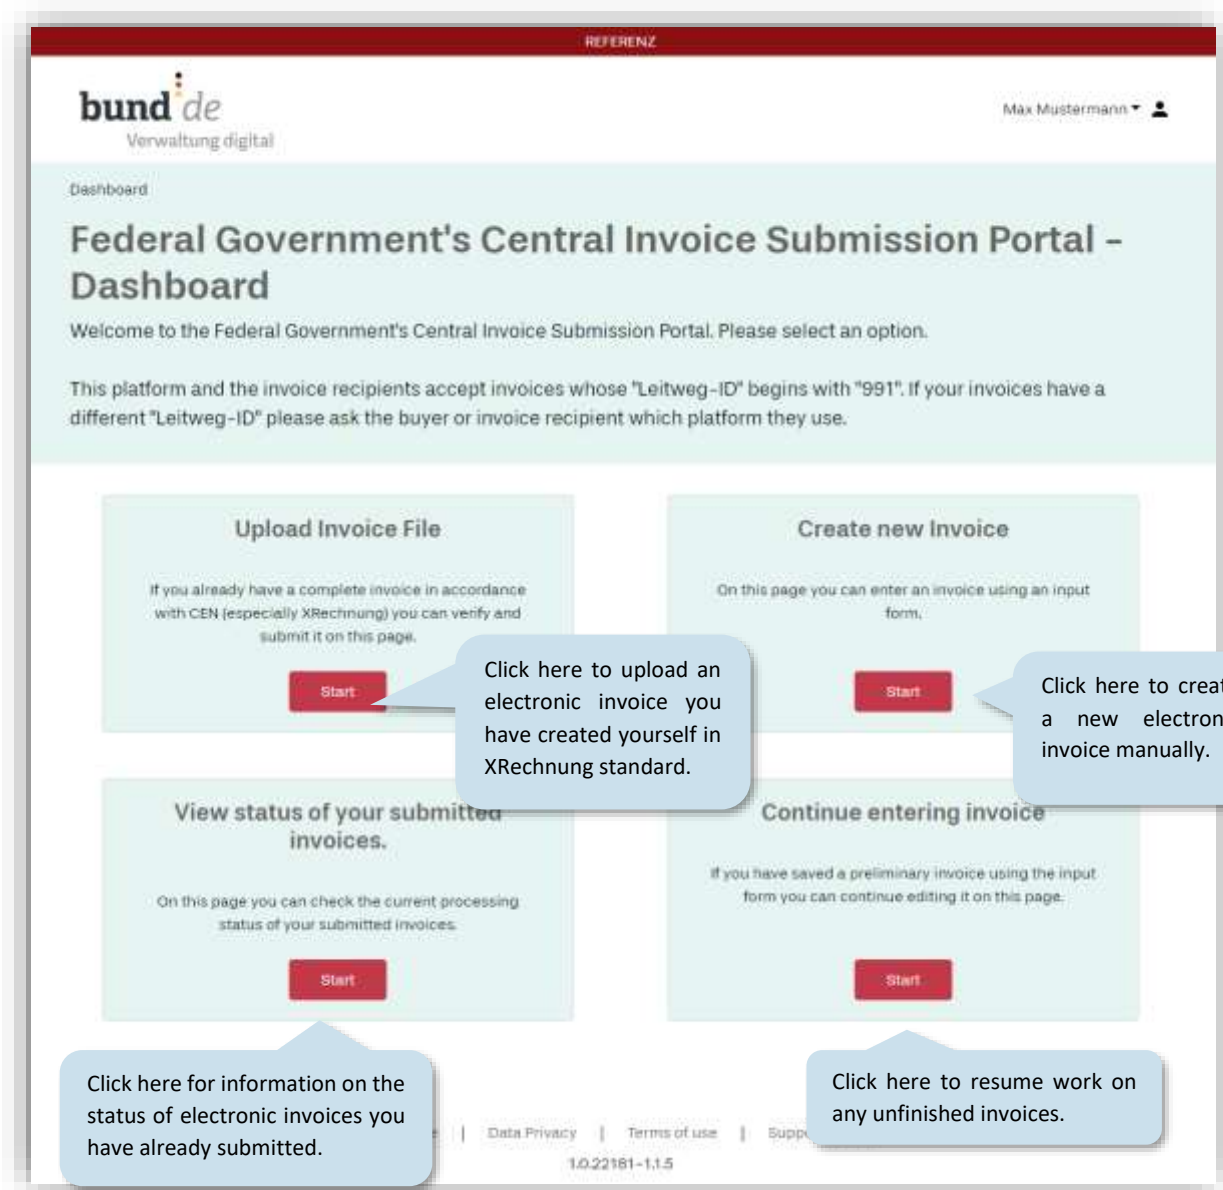 REFERENZ
bund de
Verwaltung digital
Max Mustermann
Dashboard
Federal Government's Central Invoice Submission Portal –
Dashboard
Welcome to the Federal Government's Central Invoice Submission Portal. Please select an option.
This platform and the invoice recipients accept invoices whose "Leitweg-ID" begins with "991". If your invoices have a
different "Leitweg-ID" please ask the buyer or invoice recipient which platform they use.
Upload Invoice File
If you already have a complete invoice in accordance
with CEN (especially XRechnung) you can verify and
submit it on this page.
Start
Click here to upload an
electronic invoice you
have created yourself in
XRechnung standard.
Create new Invoice
On this page you can enter an invoice using an input
form.
Start
Click here to creat
a new electron
invoice manually.
View status of your submitted
invoices.
On this page you can check the current processing
status of your submitted invoices.
Start
Click here for information on the
status of electronic invoices you
have already submitted.
Continue entering invoice
If you have saved a preliminary invoice using the input
form you can continue editing it on this page.
Start
Click here to resume work on
any unfinished invoices.
| Data Privacy | Terms of use | Supp
1.0.22181-1.1.5